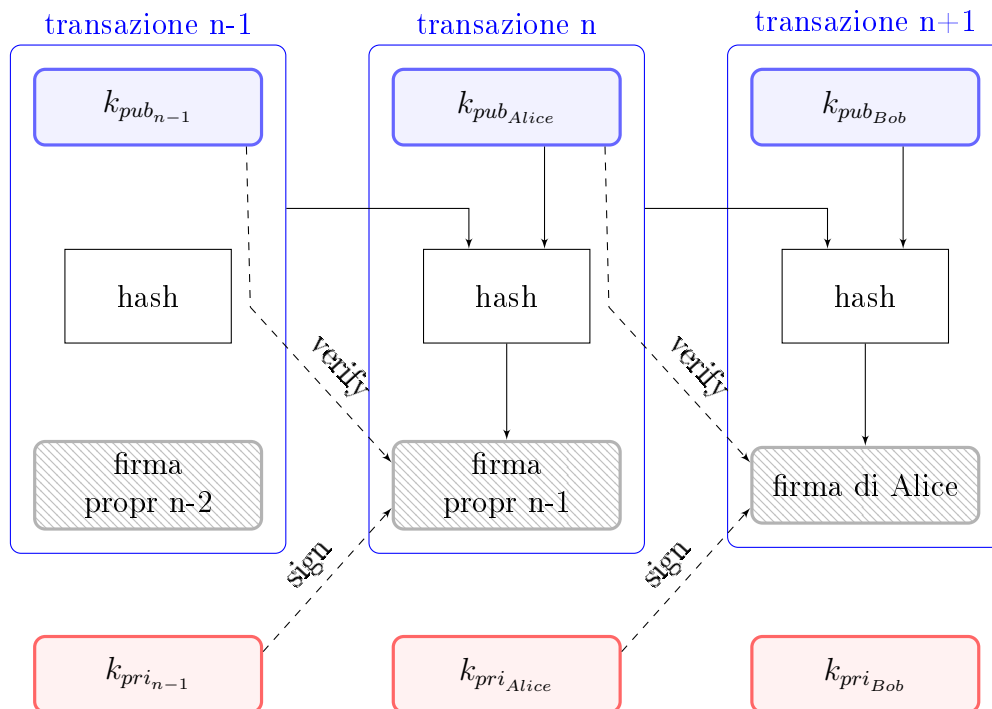 transazione n-1
transazione n
transazione n+1
k_{pub_{n-1}}
k_{pub_{Alice}}
k_{pub_{Bob}}
hash
hash
hash
verify
verify
firma
propr n-2
firma
propr n-1
firma di Alice
sign
sign
k_{pri_{n-1}}
k_{pri_{Alice}}
k_{pri_{Bob}}